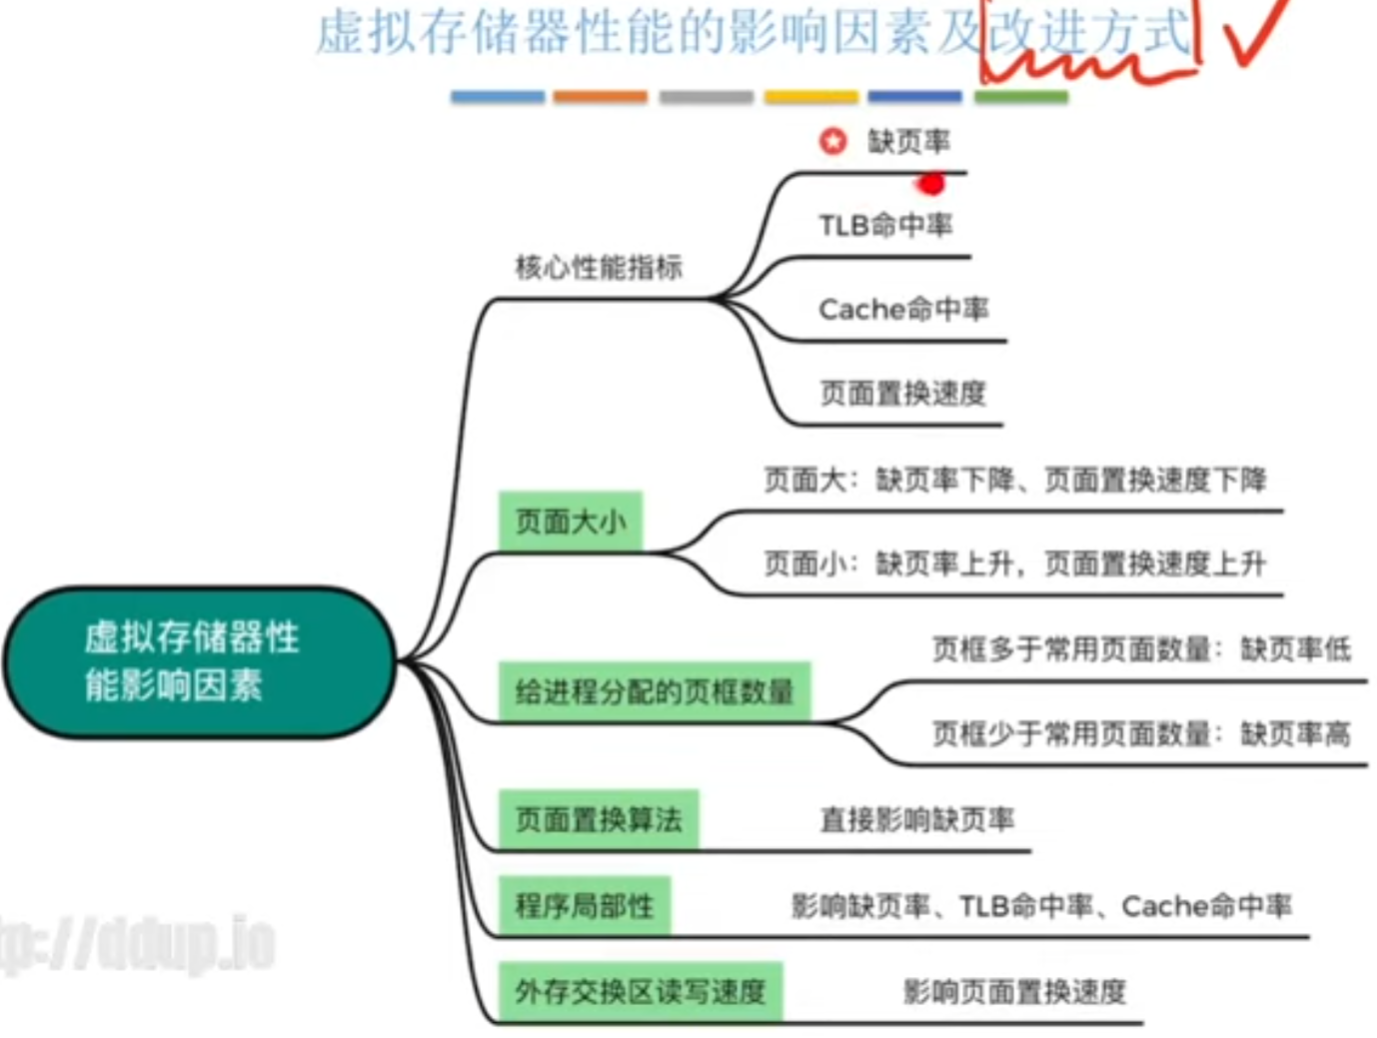 虚拟存储器性能的影响因素及改进方式
缺页率
TLB命中率
核心性能指标
Cache命中率
页面置换速度
页面大：缺页率下降、页面置换速度下降
页面大小
页面小：缺页率上升，页面置换速度上升
虚拟存储器性
能影响因素
页框多于常用页面数量：缺页率低
给进程分配的页框数量
页框少于常用页面数量：缺页率高
页面置换算法 直接影响缺页率
程序局部性 影响缺页率、TLB命中率、Cache命中率
tp://ddup.io
外存交换区读写速度 影响页面置换速度